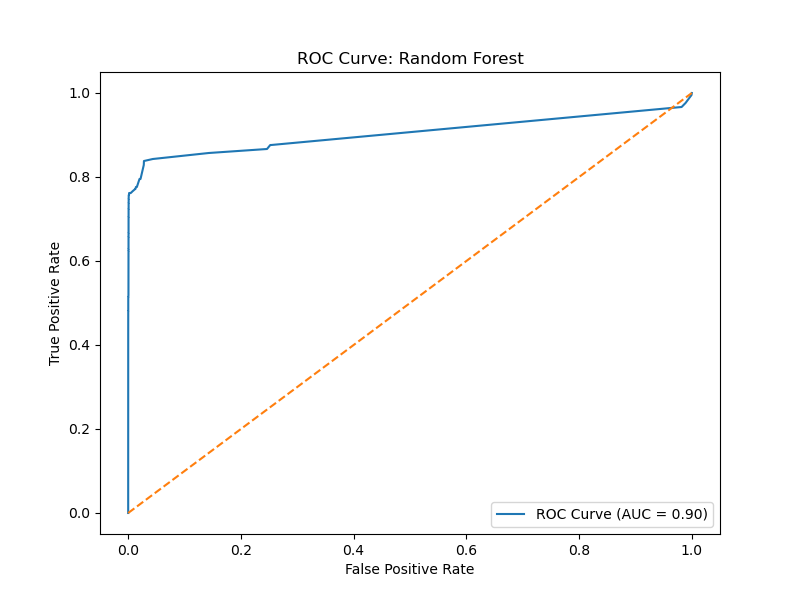 ROC Curve: Random Forest
1.0
0.8
0.6
0.4
0.2
0.0
True Positive Rate
ROC Curve (AUC = 0.90)
0.0 0.2 0.4 0.6 0.8 1.0
False Positive Rate